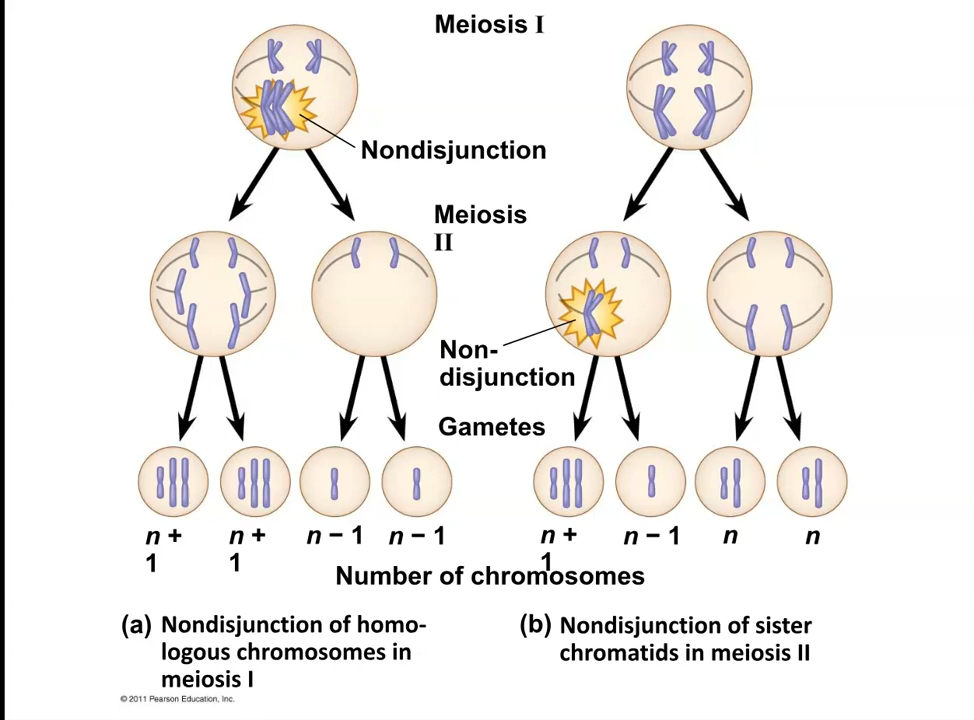 Meiosis I
Nondisjunction
Meiosis
II
Non-
disjunction
Gametes
n +
1
n +
1
n − 1
n − 1
n +
1
n − 1
n
n
Number of chromosomes
(a) Nondisjunction of homo-
logous chromosomes in
meiosis I
(b) Nondisjunction of sister
chromatids in meiosis II
© 2011 Pearson Education, Inc.